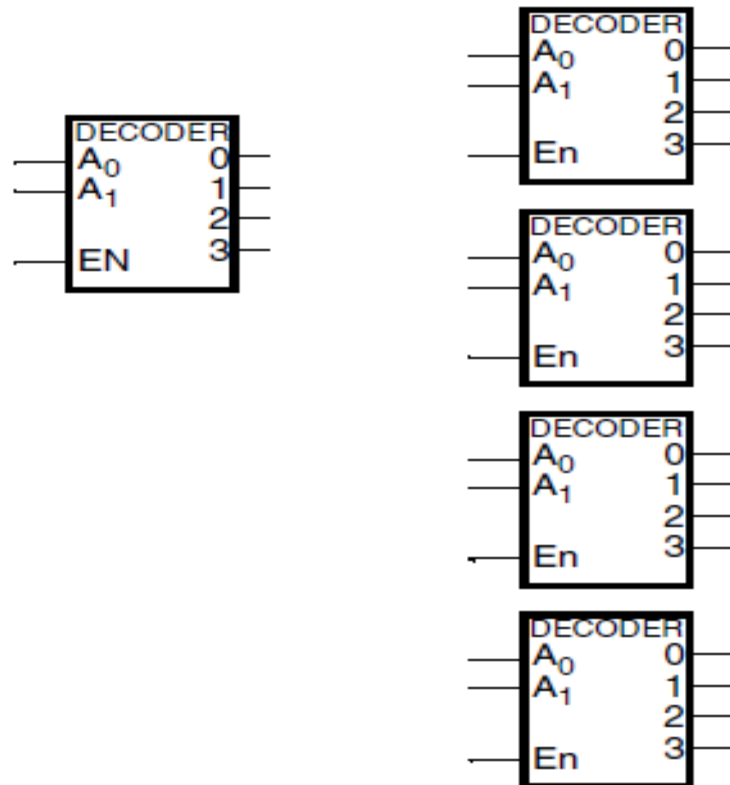 DECODER
A₀ 0
A₁ 1
2
EN 3
DECODER
A₀ 0
A₁ 1
2
En 3
DECODER
A₀ 0
A₁ 1
2
En 3
DECODER
A₀ 0
A₁ 1
2
En 3
DECODER
A₀ 0
A₁ 1
2
En 3